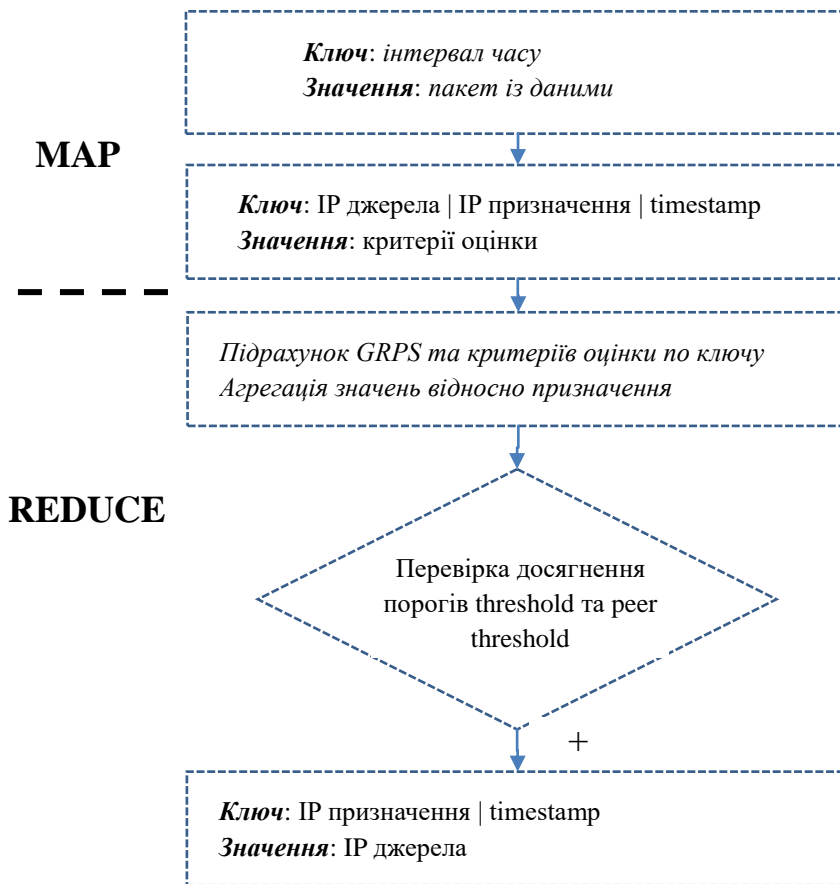 Ключ: інтервал часу
Значення: пакет із даними
MAP
Ключ: IP джерела | IP призначення | timestamp
Значення: критерії оцінки
Підрахунок GRPS та критеріїв оцінки по ключу
Агрегація значень відносно призначення
REDUCE
Перевірка досягнення
порогів threshold та peer
threshold
+
Ключ: IP призначення | timestamp
Значення: IP джерела